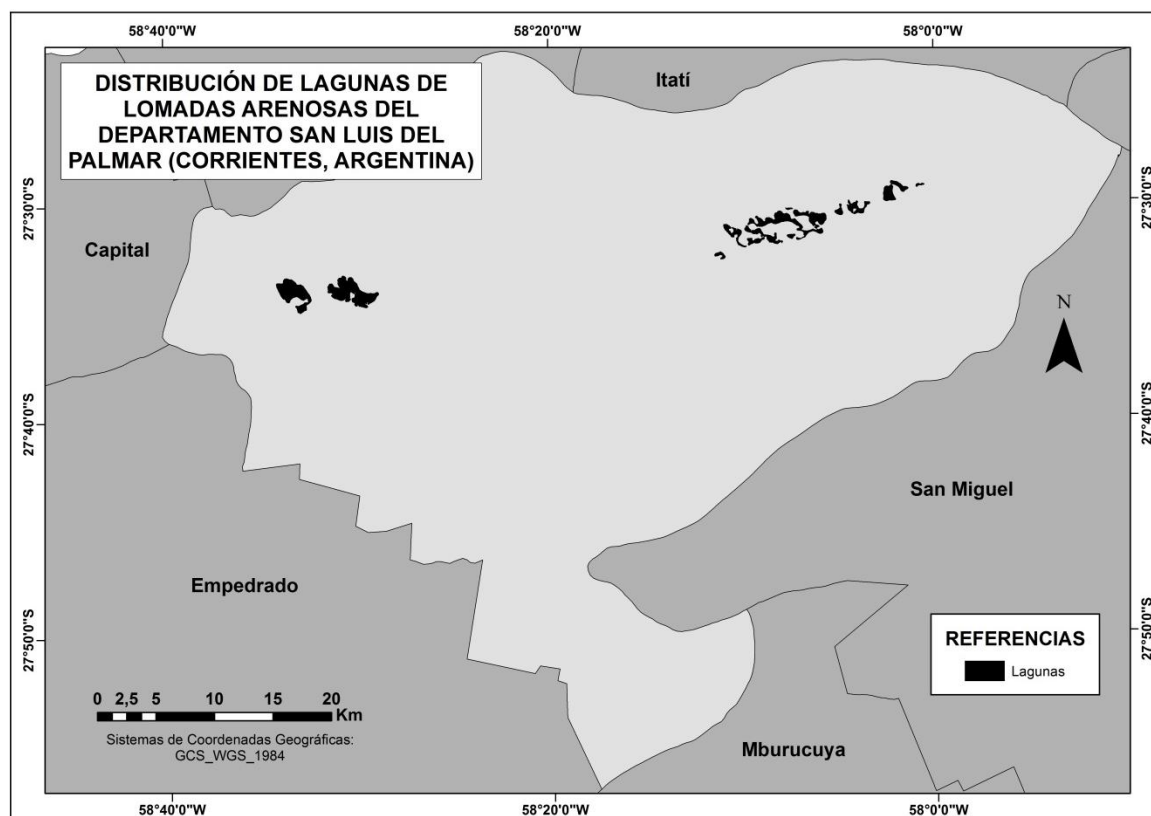 58°40'0"W
58°20'0"W
58°0'0"W
DISTRIBUCIÓN DE LAGUNAS DE
LOMADAS ARENOSAS DEL
DEPARTAMENTO SAN LUIS DEL
PALMAR (CORRIENTES, ARGENTINA)
Itatí
27°30'0"S
27°30'0"S
Capital
N
27°40'0"S
27°40'0"S
San Miguel
Empedrado
27°50'0"S
27°50'0"S
REFERENCIAS
Lagunas
0 2,5 5 10 15 20
Km
Sistemas de Coordenadas Geográficas:
GCS_WGS_1984
Mburucuya
58°40'0"W
58°20'0"W
58°0'0"W